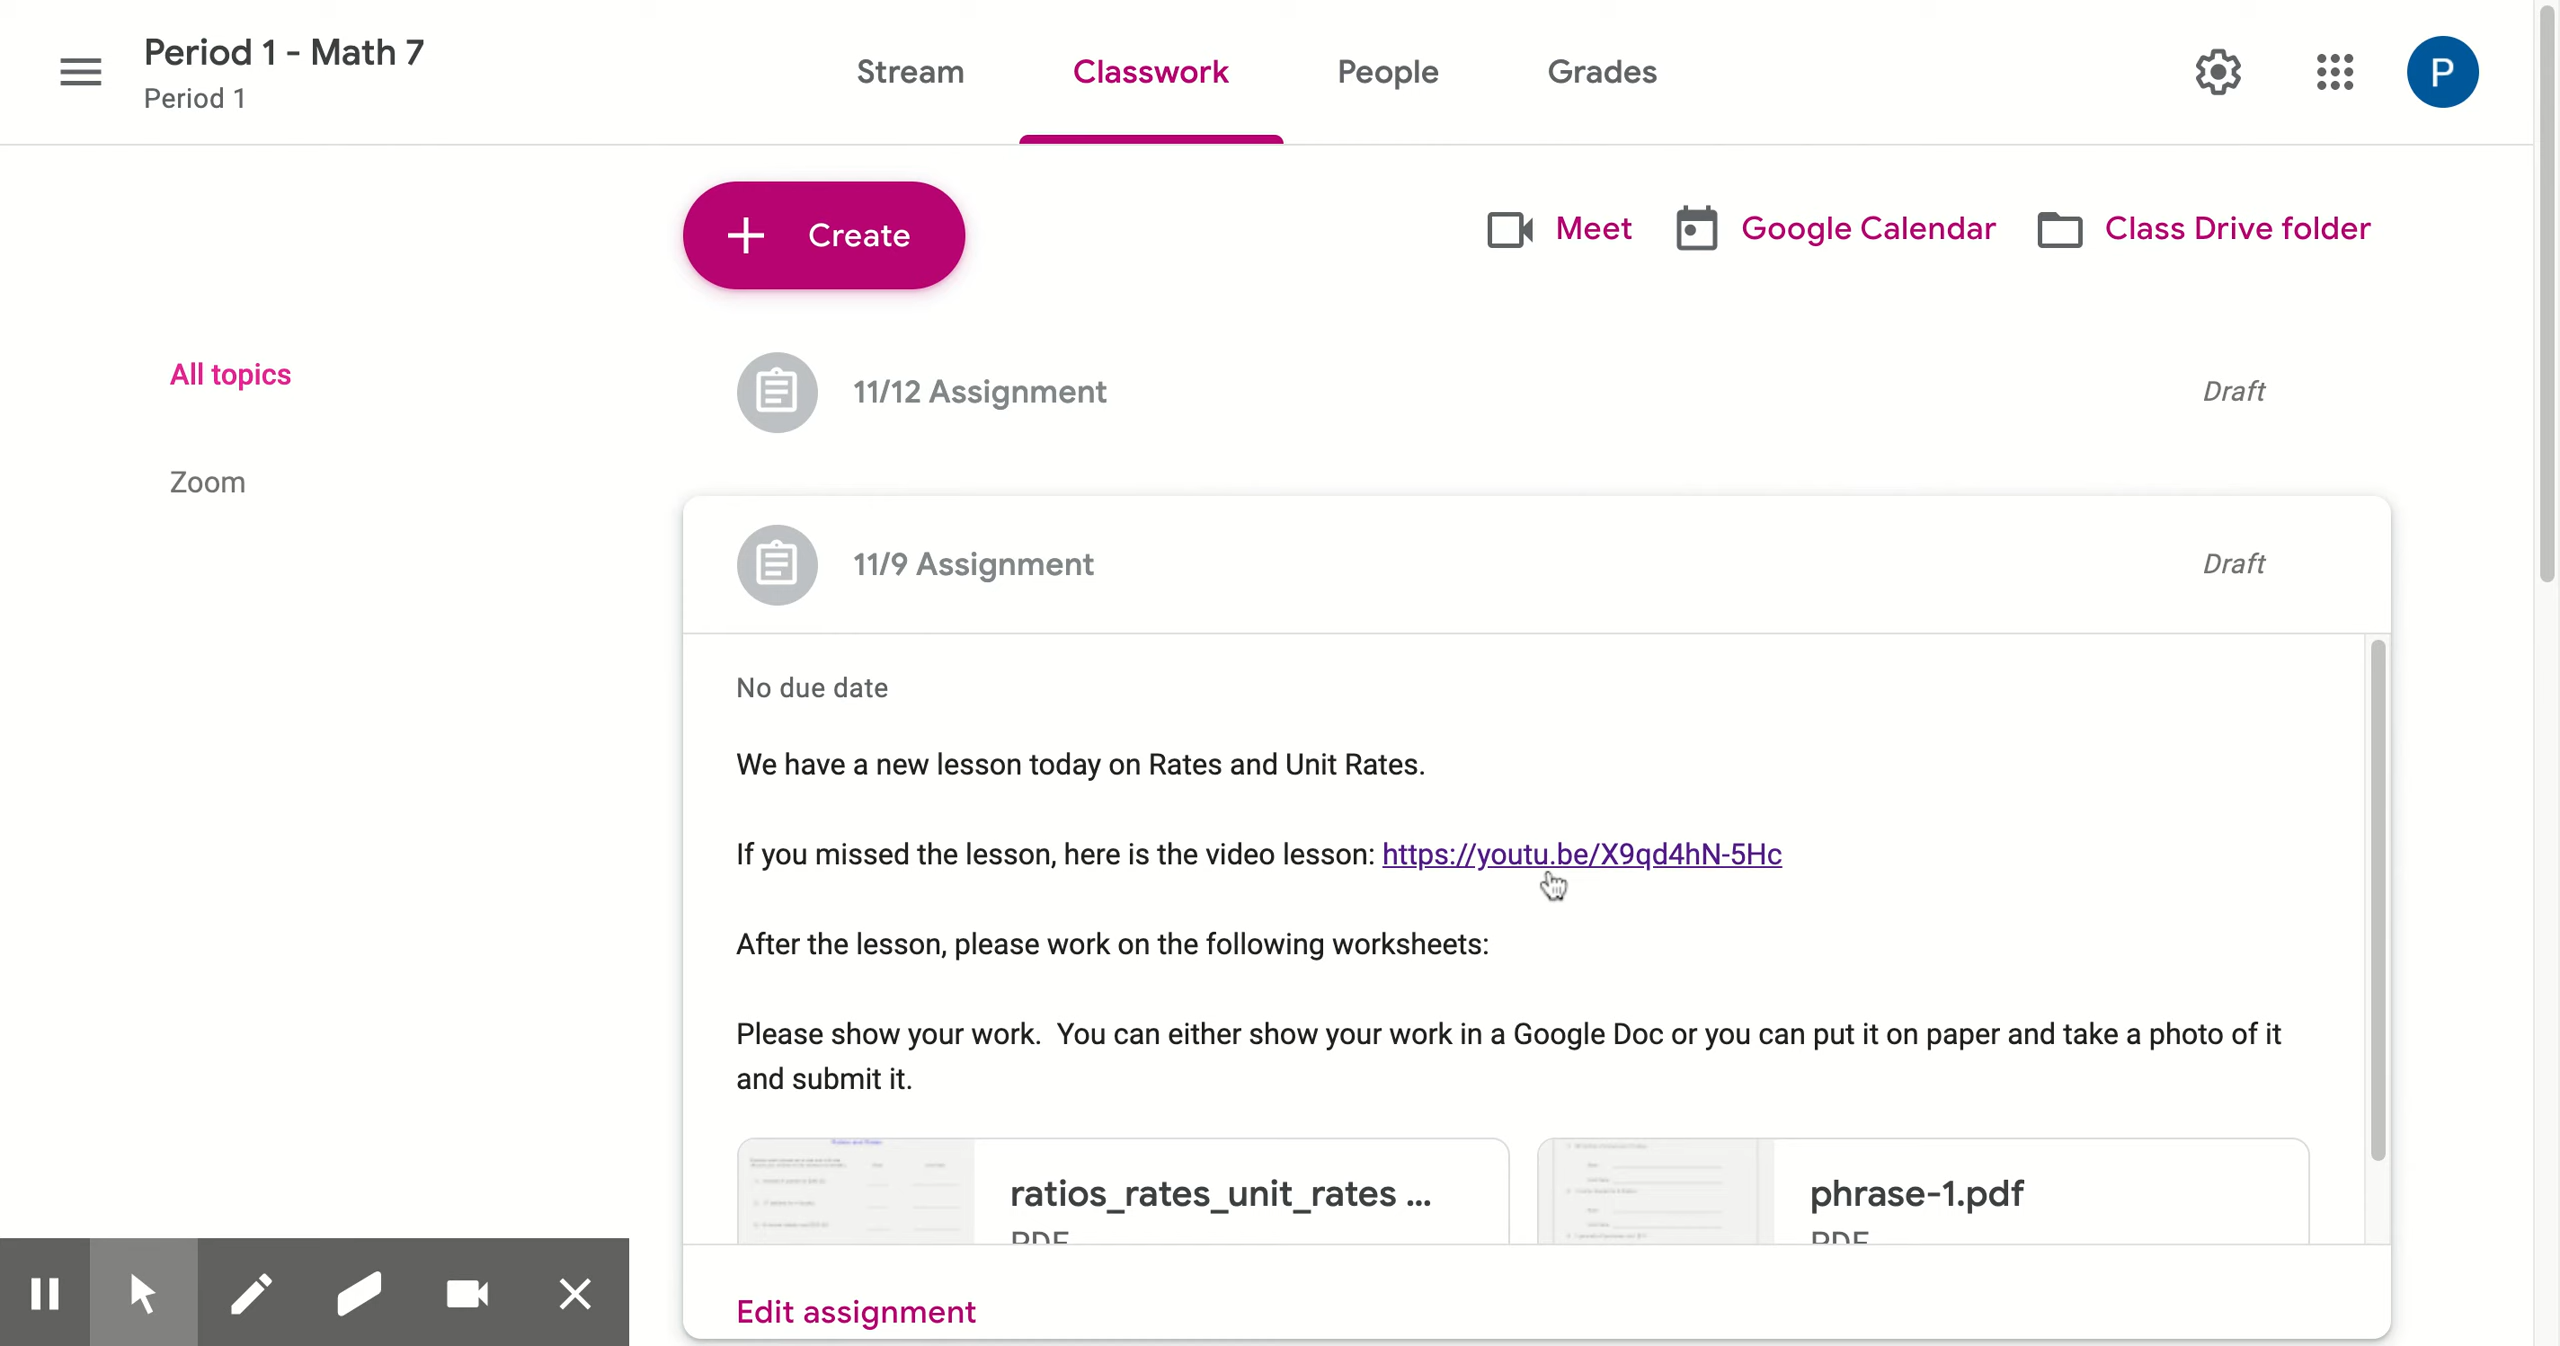 Period 1 - Math 7
Period 1
Stream
Classwork
People
Grades
P
Create
Meet
Google Calendar
Class Drive folder
All topics
Zoom
11/12 Assignment
Draft
11/9 Assignment
Draft
No due date
We have a new lesson today on Rates and Unit Rates.
If you missed the lesson, here is the video lesson: https://youtu.be/X9qd4hN-5Hc
After the lesson, please work on the following worksheets:
Please show your work.  You can either show your work in a Google Doc or you can put it on paper and take a photo of it
and submit it.
ratios_rates_unit_rates ...
PDF
phrase-1.pdf
PDF
Edit assignment